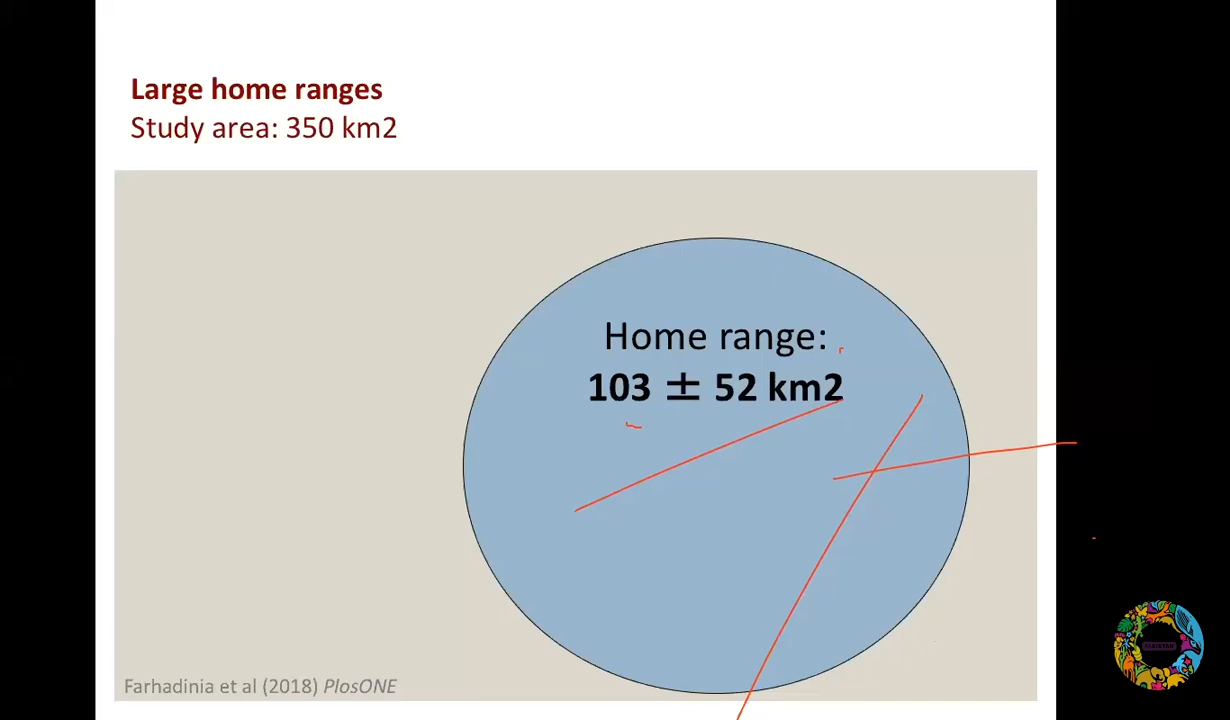 Large home ranges
Study area: 350 km2
Home range:
103 ± 52 km2
Farhadinia et al (2018) PlosONE